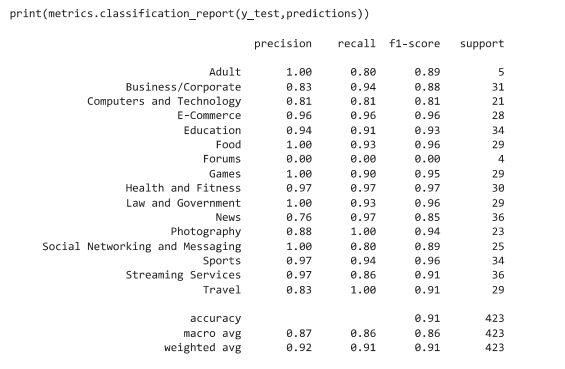 print(metrics.classification_report(y_test,predictions))
precision recall f1-score support
Adult 1.00 0.80 0.89 5
Business/Corporate 0.83 0.94 0.88 31
Computers and Technology 0.81 0.81 0.81 21
E-Commerce 0.96 0.96 0.96 28
Education 0.94 0.91 0.93 34
Food 1.00 0.93 0.96 29
Forums 0.00 0.00 0.00 4
Games 1.00 0.90 0.95 29
Health and Fitness 0.97 0.97 0.97 30
Law and Government 1.00 0.93 0.96 29
News 0.76 0.97 0.85 36
Photography 0.88 1.00 0.94 23
Social Networking and Messaging 1.00 0.80 0.89 25
Sports 0.97 0.94 0.96 34
Streaming Services 0.97 0.86 0.91 36
Travel 0.83 1.00 0.91 29
accuracy 0.91 423
macro avg 0.87 0.86 0.86 423
weighted avg 0.92 0.91 0.91 423